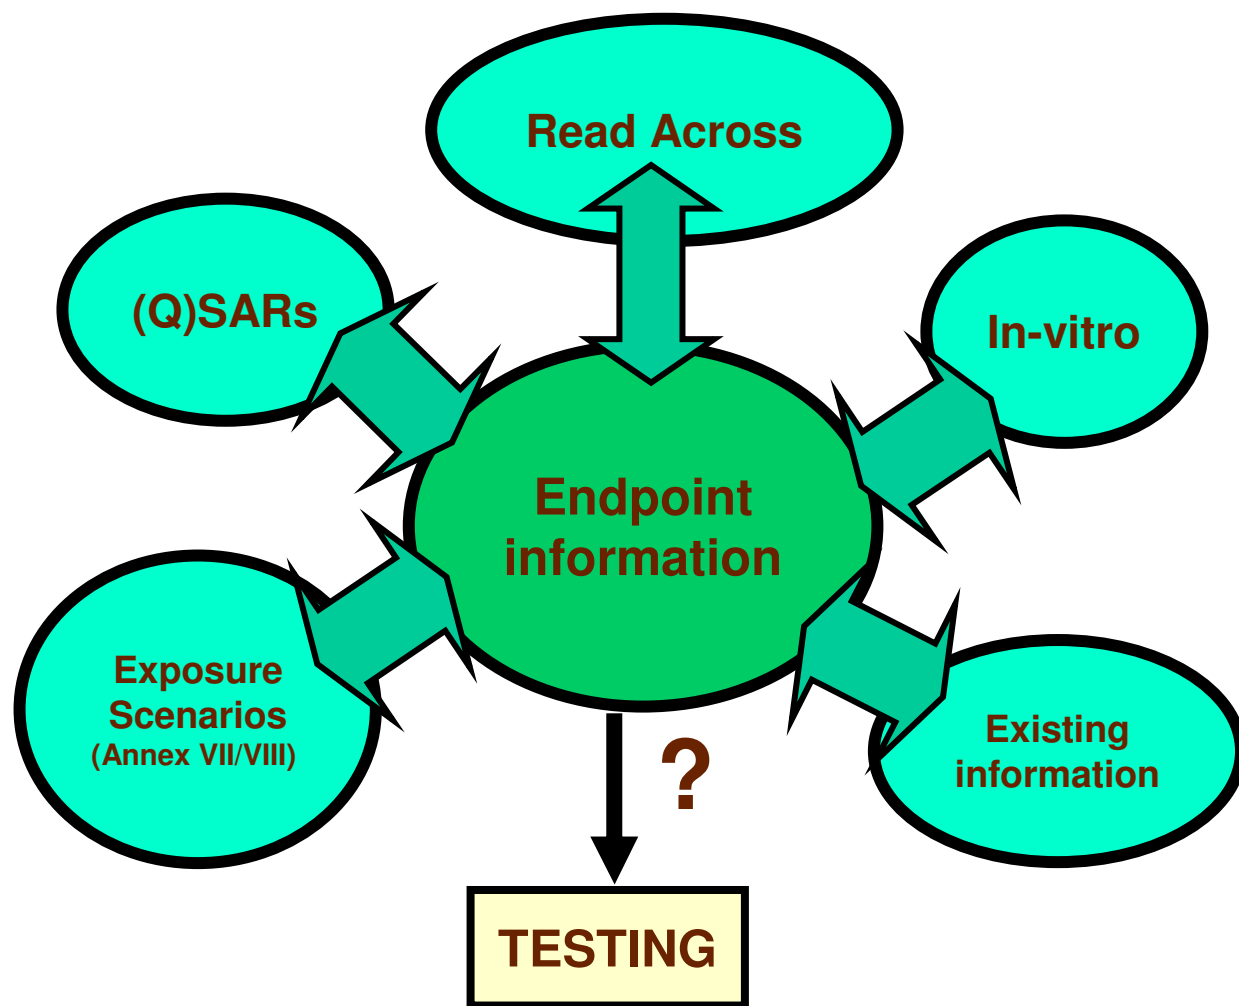 Read Across
(Q)SARs
In-vitro
Endpoint
information
Exposure
Scenarios
(Annex VII/VIII)
Existing
information
?
TESTING